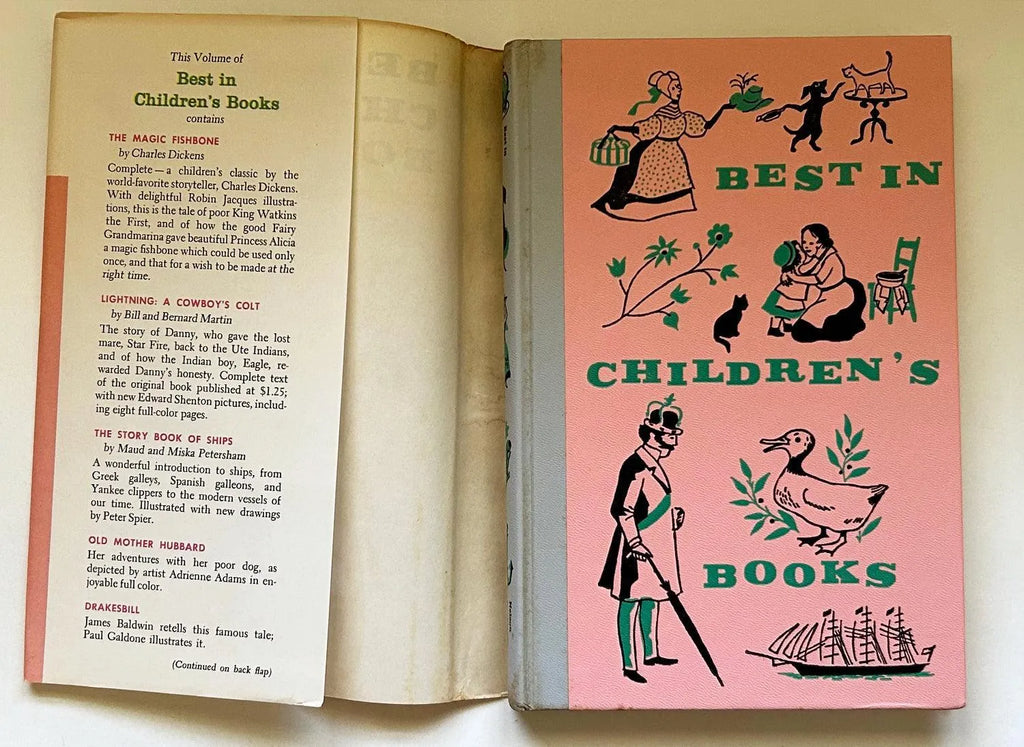 This Volume of
Best in
Children's Books
contains
THE MAGIC FISHBONE
by Charles Dickens
Complete — a children's classic by the
world-favorite storyteller, Charles Dickens.
With delightful Robin Jacques illustra-
tions, this is the tale of poor King Watkins
the First, and of how the good Fairy
Grandmarina gave beautiful Princess Alicia
a magic fishbone which could be used only
once, and that for a wish to be made at the
right time.
LIGHTNING: A COWBOY'S COLT
by Bill and Bernard Martin
The story of Danny, who gave the lost
mare, Star Fire, back to the Ute Indians,
and of how the Indian boy, Eagle, re-
warded Danny's honesty. Complete text
of the original book published at $1.25;
with new Edward Shenton pictures, includ-
ing eight full-color pages.
THE STORY BOOK OF SHIPS
by Maud and Miska Petersham
A wonderful introduction to ships, from
Greek galleys, Spanish galleons, and
Yankee clippers to the modern vessels of
our time. Illustrated with new drawings
by Peter Spier.
OLD MOTHER HUBBARD
Her adventures with her poor dog, as
depicted by artist Adrienne Adams in en-
joyable full color.
DRAKESBILL
James Baldwin retells this famous tale;
Paul Galdone illustrates it.
(Continued on back flap)
BEST IN
CHILDREN'S
BOOKS